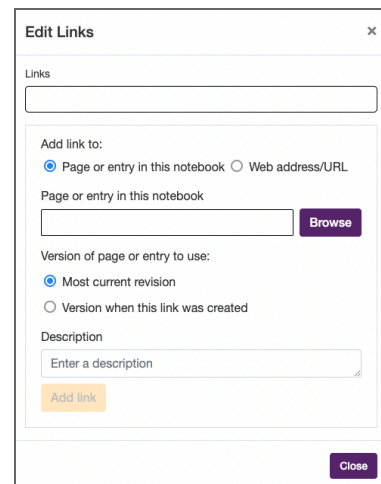 Edit Links ×
Links
Add link to:
Page or entry in this notebook Web address/URL
Page or entry in this notebook
Browse
Version of page or entry to use:
Most current revision
Version when this link was created
Description
Enter a description
Add link
Close